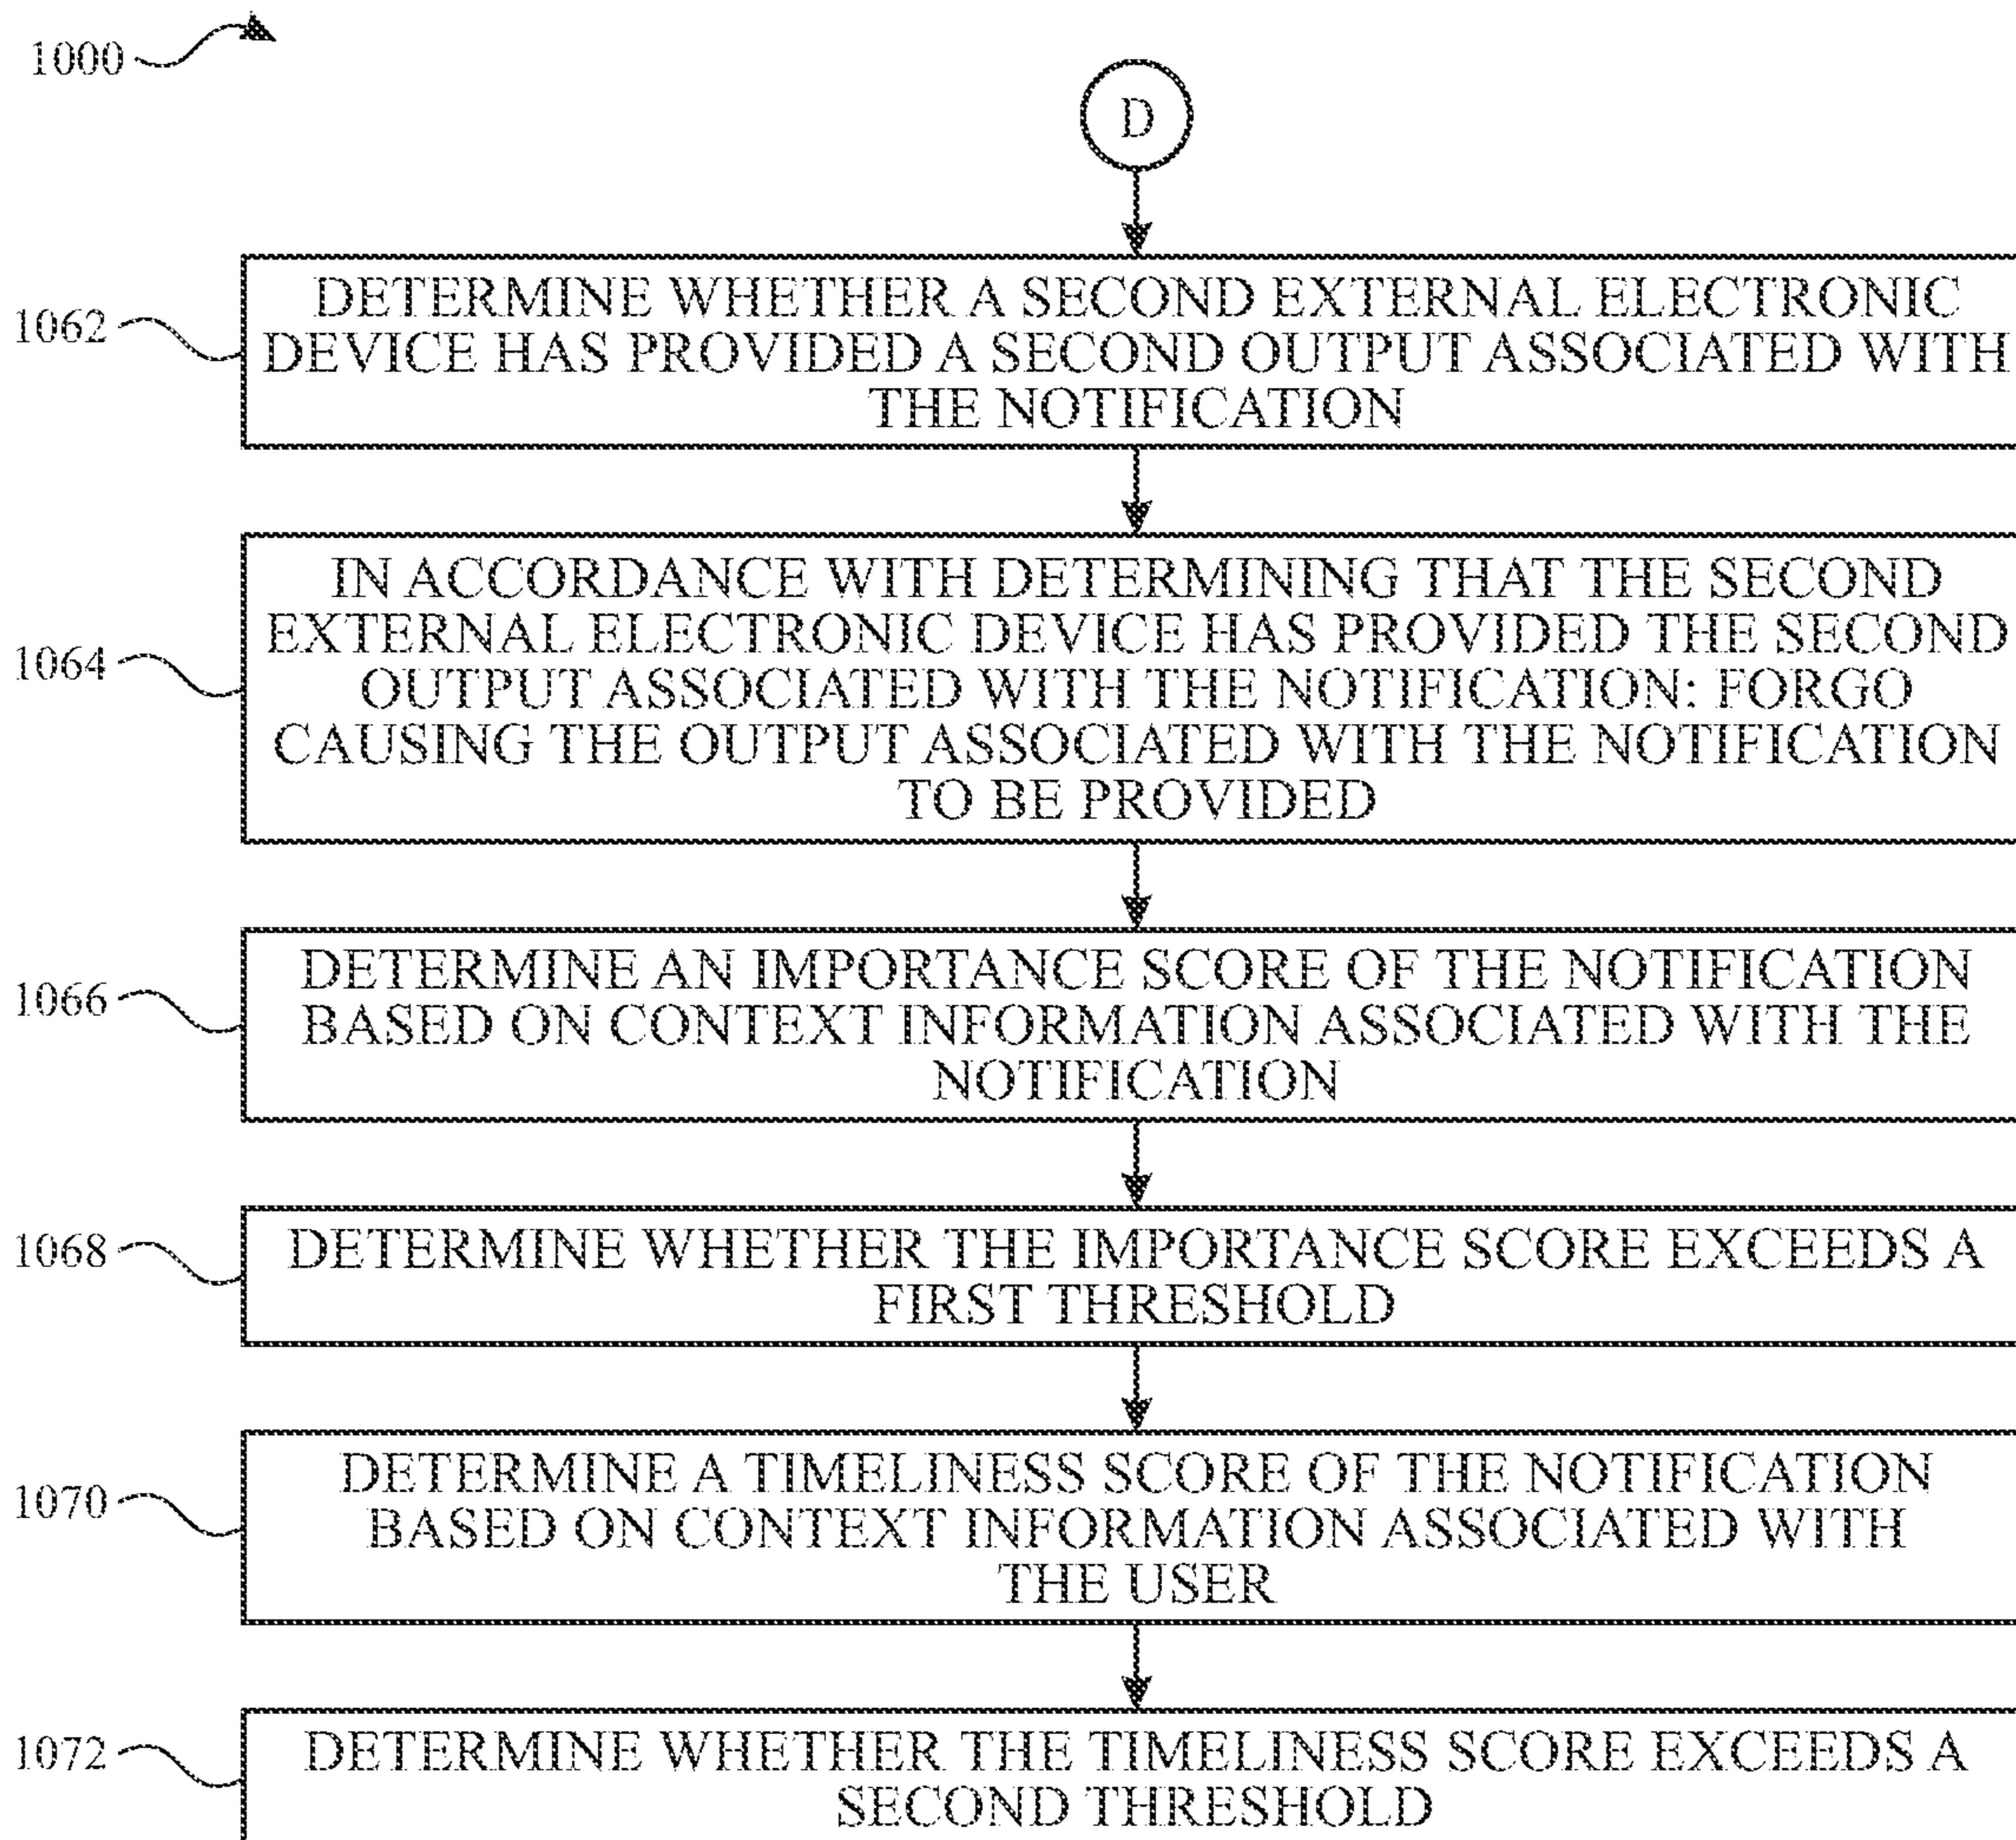 1000
D
1062
DETERMINE WHETHER A SECOND EXTERNAL ELECTRONIC
DEVICE HAS PROVIDED A SECOND OUTPUT ASSOCIATED WITH
THE NOTIFICATION
1064
IN ACCORDANCE WITH DETERMINING THAT THE SECOND
EXTERNAL ELECTRONIC DEVICE HAS PROVIDED THE SECOND
OUTPUT ASSOCIATED WITH THE NOTIFICATION: FORGO
CAUSING THE OUTPUT ASSOCIATED WITH THE NOTIFICATION
TO BE PROVIDED
1066
DETERMINE AN IMPORTANCE SCORE OF THE NOTIFICATION
BASED ON CONTEXT INFORMATION ASSOCIATED WITH THE
NOTIFICATION
1068
DETERMINE WHETHER THE IMPORTANCE SCORE EXCEEDS A
FIRST THRESHOLD
1070
DETERMINE A TIMELINESS SCORE OF THE NOTIFICATION
BASED ON CONTEXT INFORMATION ASSOCIATED WITH
THE USER
1072
DETERMINE WHETHER THE TIMELINESS SCORE EXCEEDS A
SECOND THRESHOLD